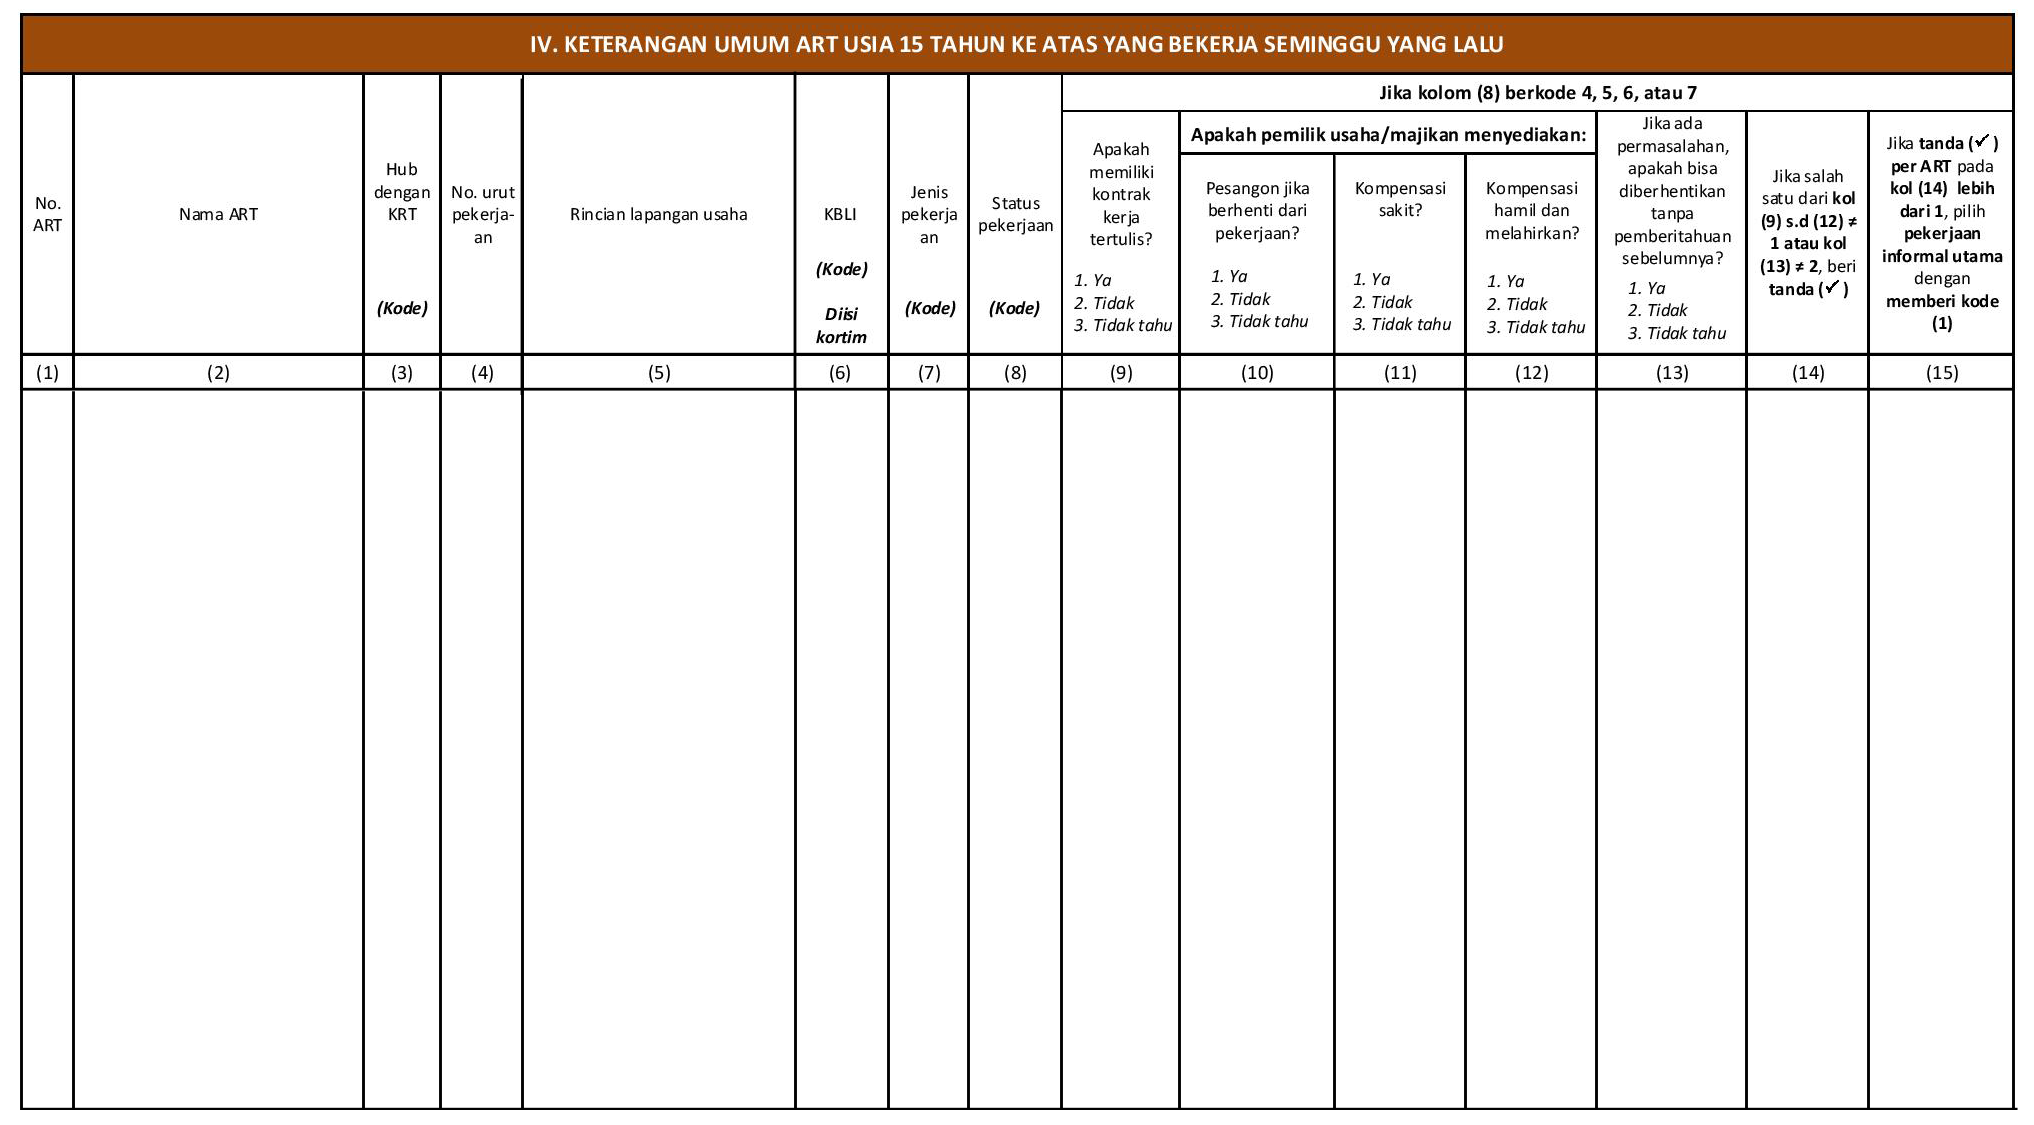 IV. KETERANGAN UMUM ART USIA 15 TAHUN KE ATAS YANG BEKERJA SEMINGGU YANG LALU
No.
ART
Nama ART
Hub
dengan
KRT
(Kode)
No. urut
pekerja-
an
Rincian lapangan usaha
KBLI
(Kode)
Diisi
kortim
Jenis
pekerja
an
(Kode)
Status
pekerjaan
(Kode)
Jika kolom (8) berkode 4, 5, 6, atau 7
Apakah
memiliki
kontrak
kerja
tertulis?
1. Ya
2. Tidak
3. Tidak tahu
Apakah pemilik usaha/majikan menyediakan:
Pesangon jika
berhenti dari
pekerjaan?
1. Ya
2. Tidak
3. Tidak tahu
Kompensasi
sakit?
1. Ya
2. Tidak
3. Tidak tahu
Kompensasi
hamil dan
melahirkan?
1. Ya
2. Tidak
3. Tidak tahu
Jika ada
permasalahan,
apakah bisa
diberhentikan
tanpa
pemberitahuan
sebelumnya?
1. Ya
2. Tidak
3. Tidak tahu
Jika salah
satu dari kol
(9) s.d (12) ≠
1 atau kol
(13) ≠ 2, beri
tanda (✓)
Jika tanda (✓)
per ART pada
kol (14) lebih
dari 1, pilih
pekerjaan
informal utama
dengan
memberi kode
(1)
(1) (2) (3) (4) (5) (6) (7) (8) (9) (10) (11) (12) (13) (14) (15)